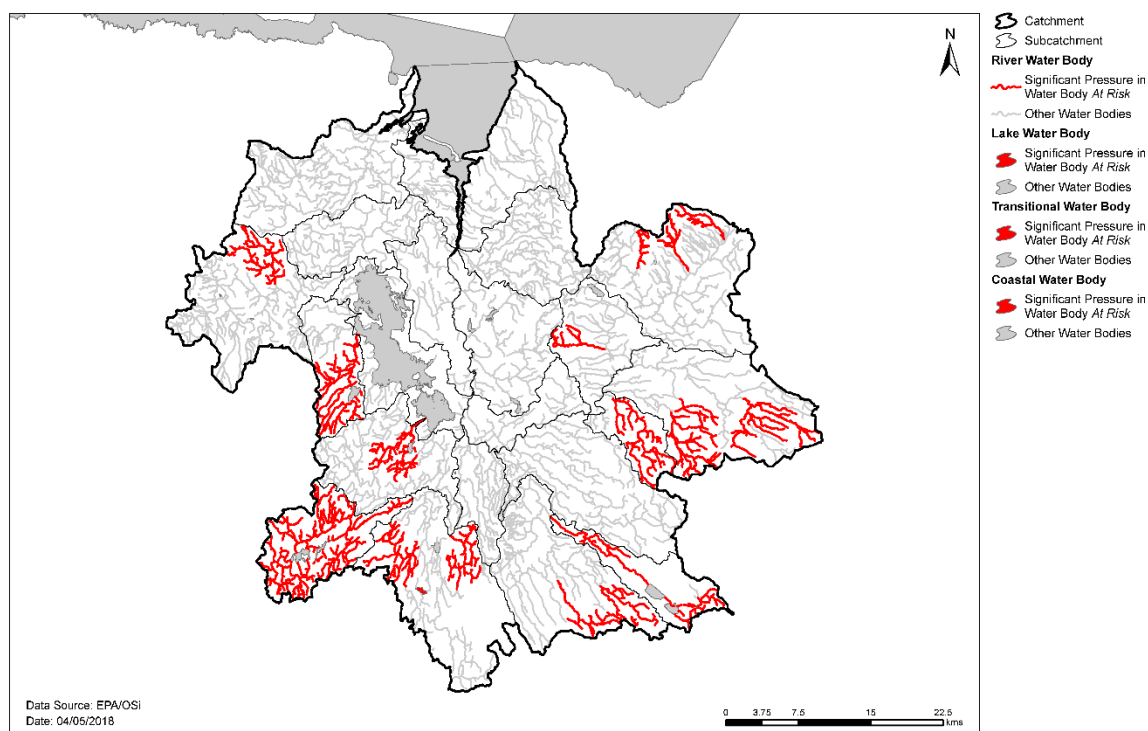 N
Catchment
Subcatchment
River Water Body
Significant Pressure in
Water Body At Risk
Other Water Bodies
Lake Water Body
Significant Pressure in
Water Body At Risk
Other Water Bodies
Transitional Water Body
Significant Pressure in
Water Body At Risk
Other Water Bodies
Coastal Water Body
Significant Pressure in
Water Body At Risk
Other Water Bodies
Data Source: EPA/OSi
Date: 04/05/2018
0 3.75 7.5 15 22.5
kms